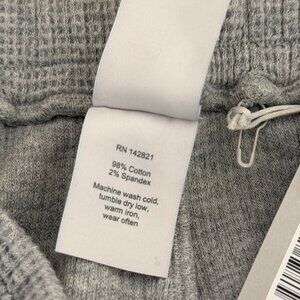 RN 142821
98% Cotton
2% Spandex
Machine wash cold,
tumble dry low,
warm iron,
wear often